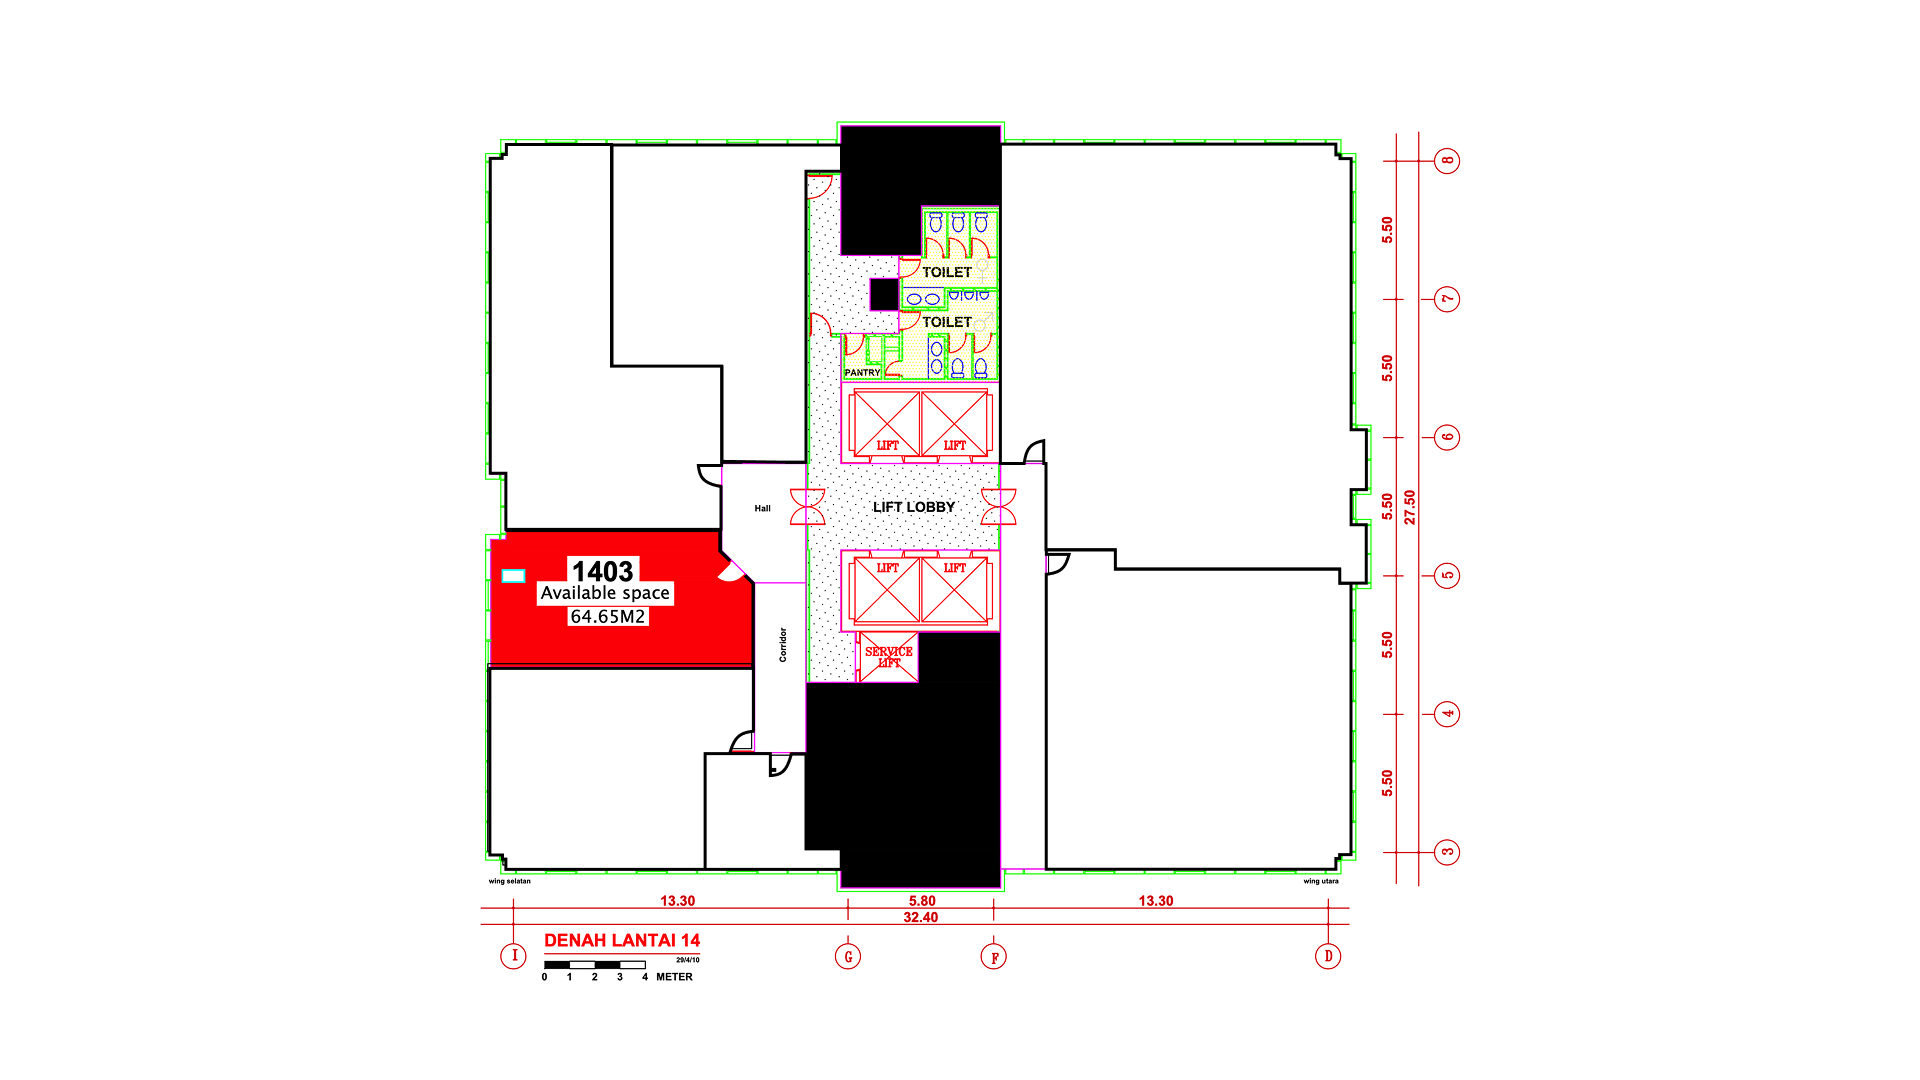 8
5.50
7
TOILET
TOILET
5.50
PANTRY
6
LIFT LIFT
5.50
27.50
Hall
LIFT LOBBY
LIFT LIFT
5
1403
Available space
64.65M2
Corridor
SERVICE
LIFT
5.50
4
5.50
3
wing selatan
wing utara
13.30 5.80 13.30
32.40
I G F D
DENAH LANTAI 14
29/4/10
0 1 2 3 4 METER